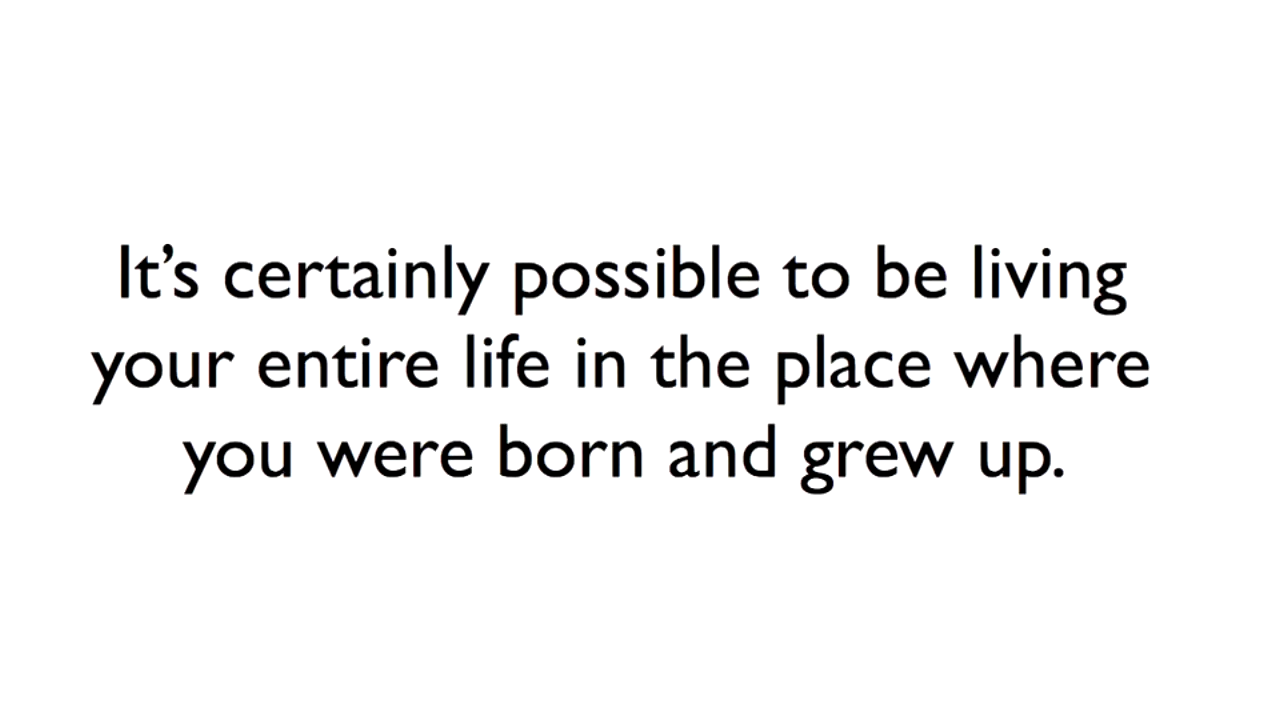 It’s certainly possible to be living
your entire life in the place where
you were born and grew up.